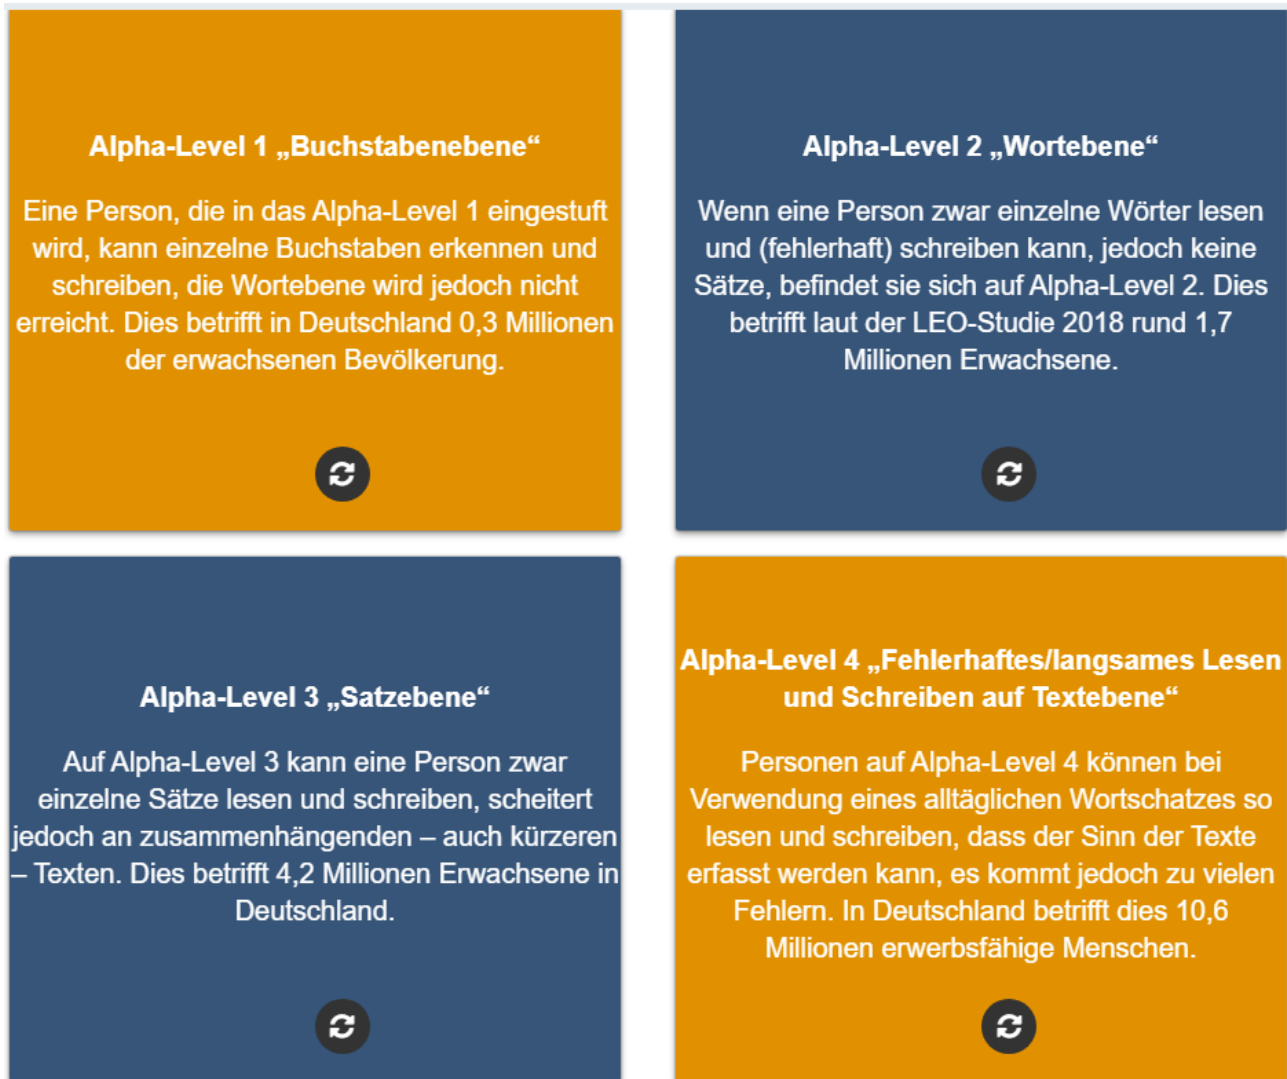 Alpha-Level 1 „Buchstabenebene“
Eine Person, die in das Alpha-Level 1 eingestuft
wird, kann einzelne Buchstaben erkennen und
schreiben, die Wortebene wird jedoch nicht
erreicht. Dies betrifft in Deutschland 0,3 Millionen
der erwachsenen Bevölkerung.
Alpha-Level 2 „Wortebene“
Wenn eine Person zwar einzelne Wörter lesen
und (fehlerhaft) schreiben kann, jedoch keine
Sätze, befindet sie sich auf Alpha-Level 2. Dies
betrifft laut der LEO-Studie 2018 rund 1,7
Millionen Erwachsene.
Alpha-Level 3 „Satzebene“
Auf Alpha-Level 3 kann eine Person zwar
einzelne Sätze lesen und schreiben, scheitert
jedoch an zusammenhängenden – auch kürzeren
– Texten. Dies betrifft 4,2 Millionen Erwachsene in
Deutschland.
Alpha-Level 4 „Fehlerhaftes/langsames Lesen
und Schreiben auf Textebene“
Personen auf Alpha-Level 4 können bei
Verwendung eines alltäglichen Wortschatzes so
lesen und schreiben, dass der Sinn der Texte
erfasst werden kann, es kommt jedoch zu vielen
Fehlern. In Deutschland betrifft dies 10,6
Millionen erwerbsfähige Menschen.